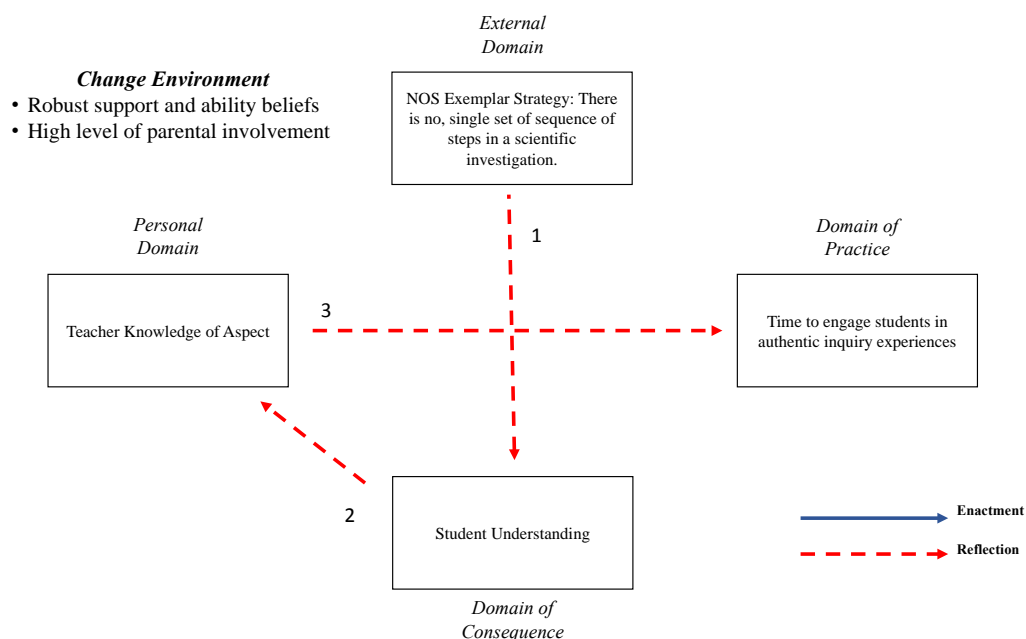 External
Domain
Change Environment
• Robust support and ability beliefs
• High level of parental involvement
NOS Exemplar Strategy: There
is no, single set of sequence of
steps in a scientific
investigation.
1
Personal
Domain
Domain of
Practice
3
Teacher Knowledge of Aspect
Time to engage students in
authentic inquiry experiences
2
Student Understanding
Enactment
Reflection
Domain of
Consequence